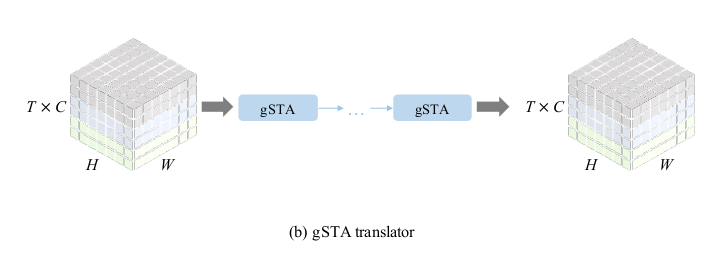 T × C
H
W
gSTA
...
gSTA
T × C
H
W
(b) gSTA translator